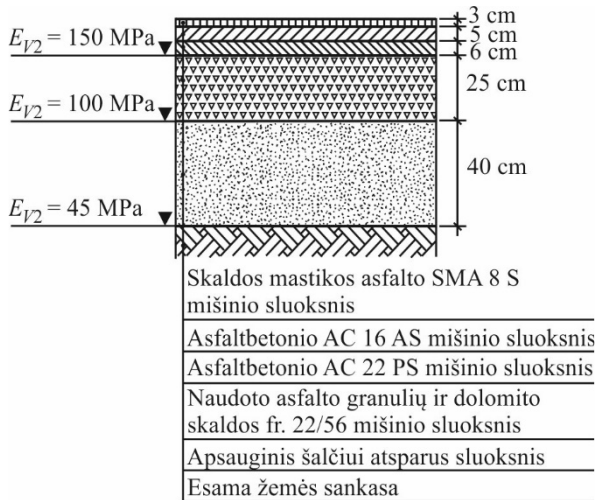 3 cm
5 cm
6 cm
E_V2 = 150 MPa
25 cm
E_V2 = 100 MPa
40 cm
E_V2 = 45 MPa
Skaldos mastikos asfalto SMA 8 S
mišinio sluoksnis
Asfaltbetonio AC 16 AS mišinio sluoksnis
Asfaltbetonio AC 22 PS mišinio sluoksnis
Naudoto asfalto granulių ir dolomito
skaldos fr. 22/56 mišinio sluoksnis
Apsauginis šalčiui atsparus sluoksnis
Esama žemės sankasa